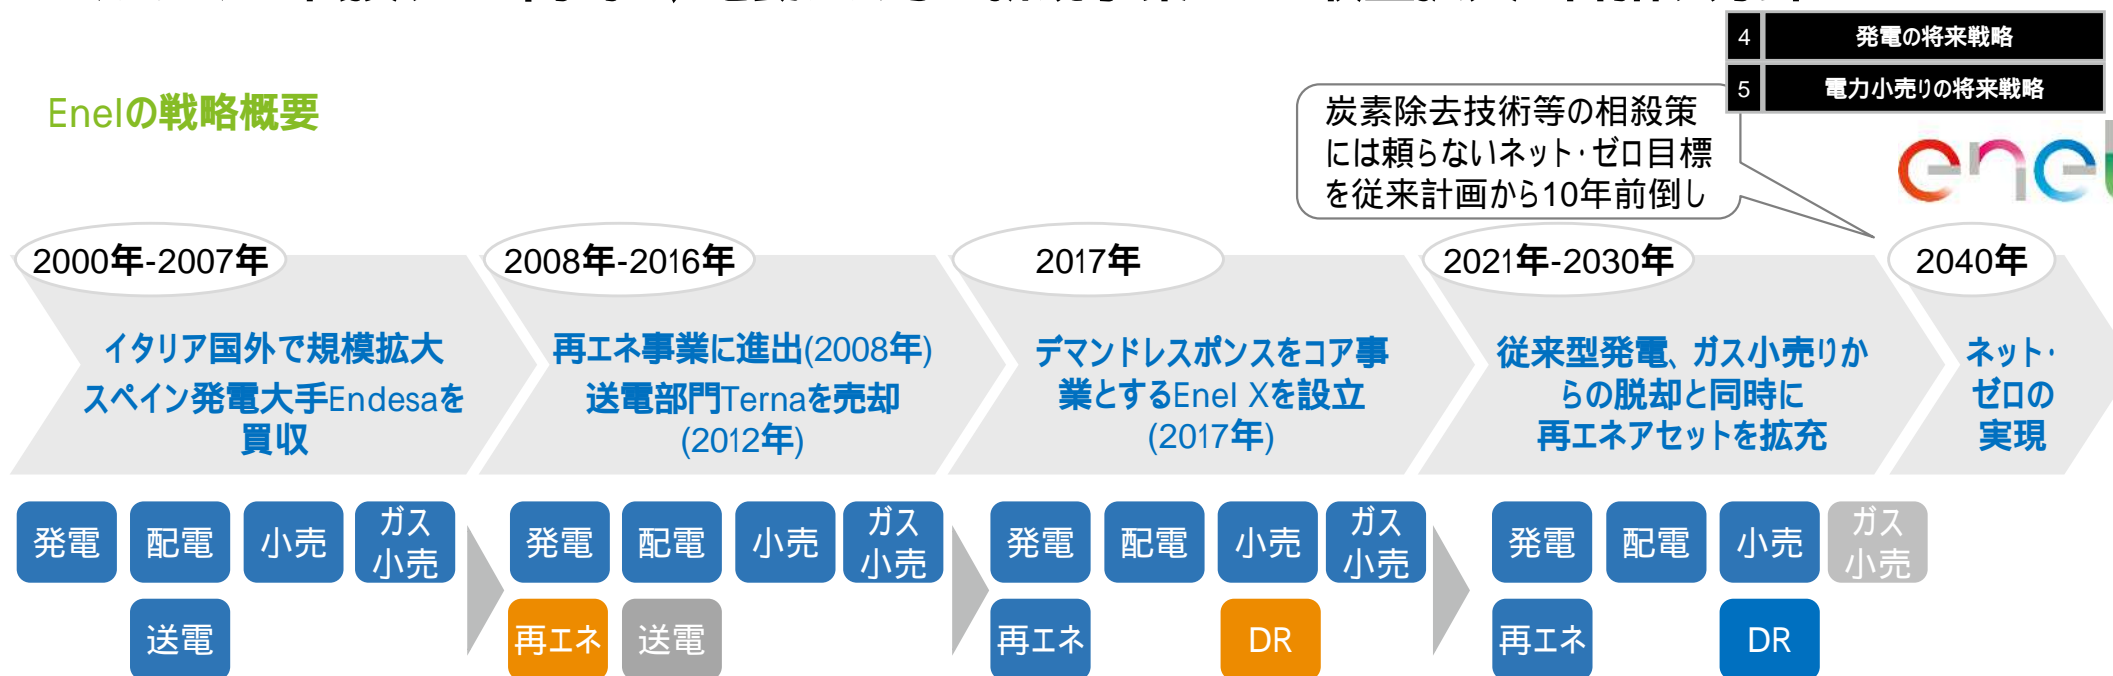 4 発電の将来戦略
5 電力小売りの将来戦略
Enelの戦略概要
炭素除去技術等の相殺策
には頼らないネット・ゼロ目標
を従来計画から10年前倒し
enel
2000年-2007年
2008年-2016年
2017年
2021年-2030年
2040年
イタリア国外で規模拡大
スペイン発電大手Endesaを
買収
再エネ事業に進出(2008年)
送電部門Ternaを売却
(2012年)
デマンドレスポンスをコア事
業とするEnel Xを設立
(2017年)
従来型発電、ガス小売りか
らの脱却と同時に
再エネアセットを拡充
ネット・
ゼロの
実現
発電
配電
小売
ガス
小売
送電
発電
配電
小売
ガス
小売
再エネ
送電
発電
配電
小売
ガス
小売
再エネ
DR
発電
配電
小売
ガス
小売
再エネ
DR